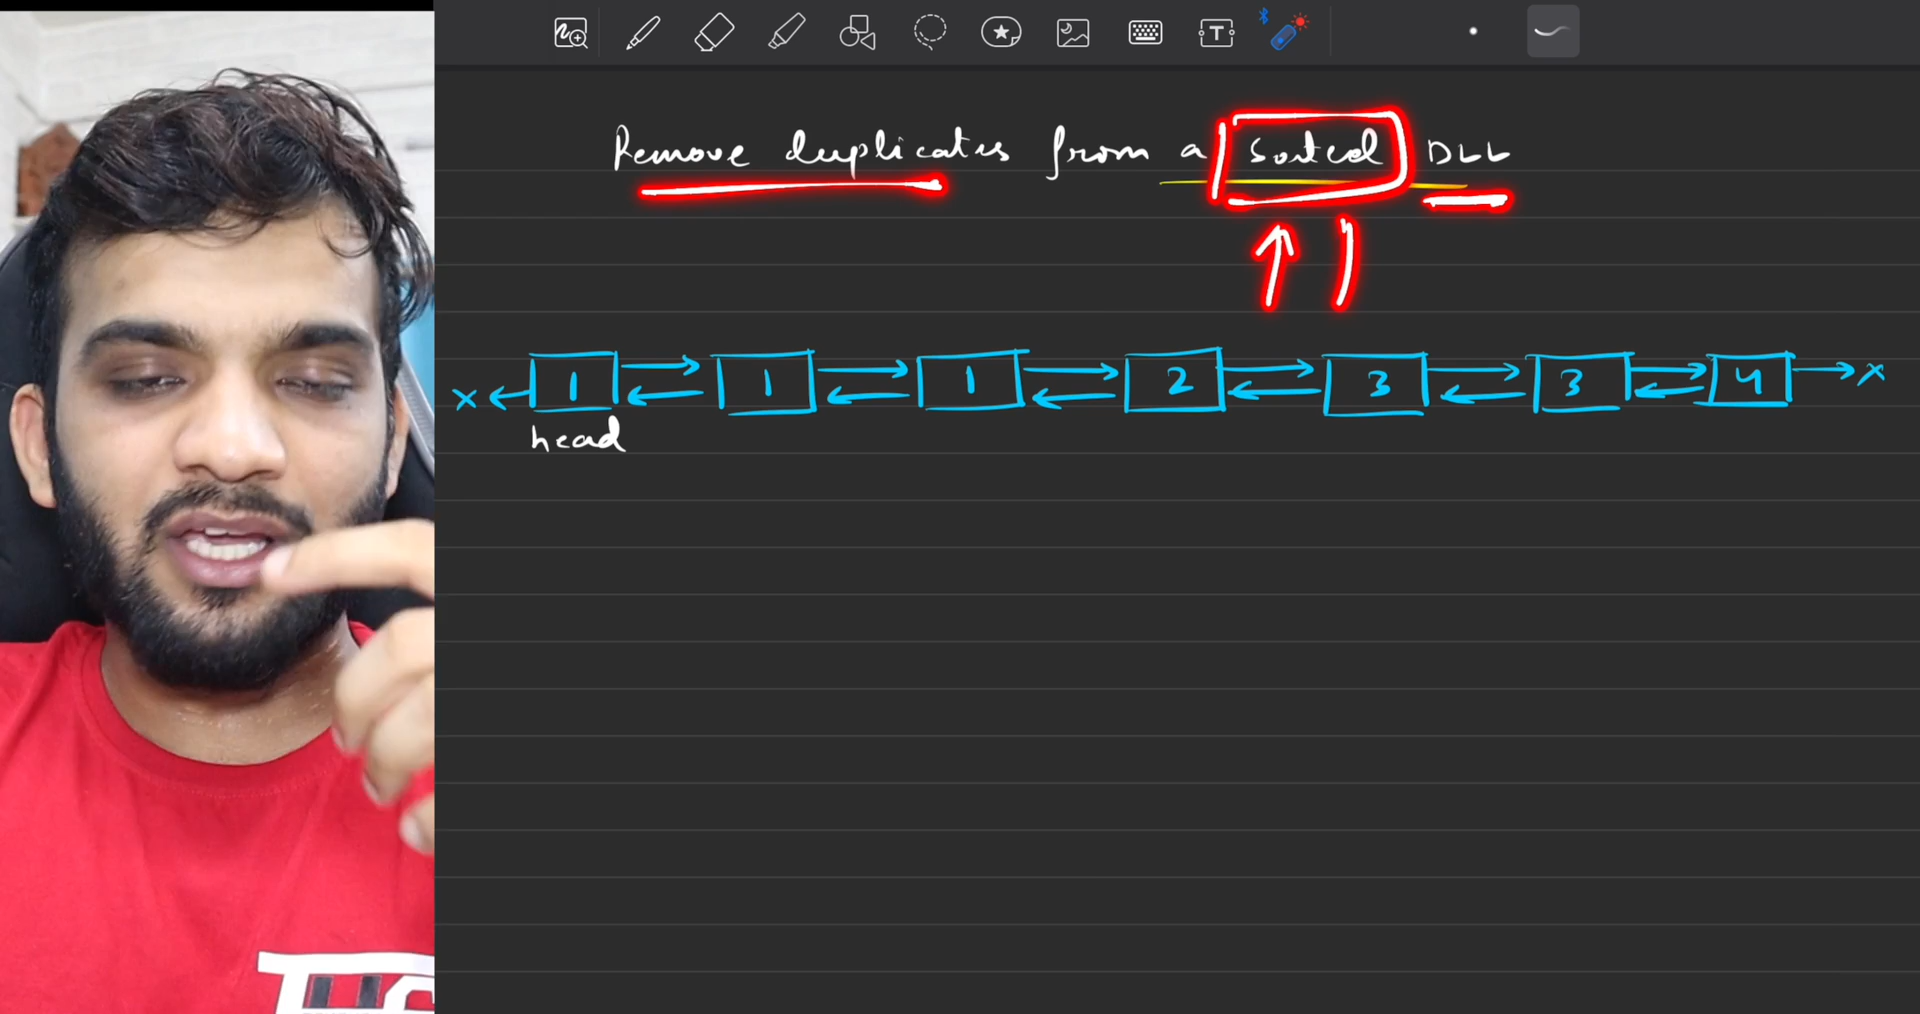 Remove duplicates from a Sorted DLL
x 1 1 1 2 3 3 4 x
head
T